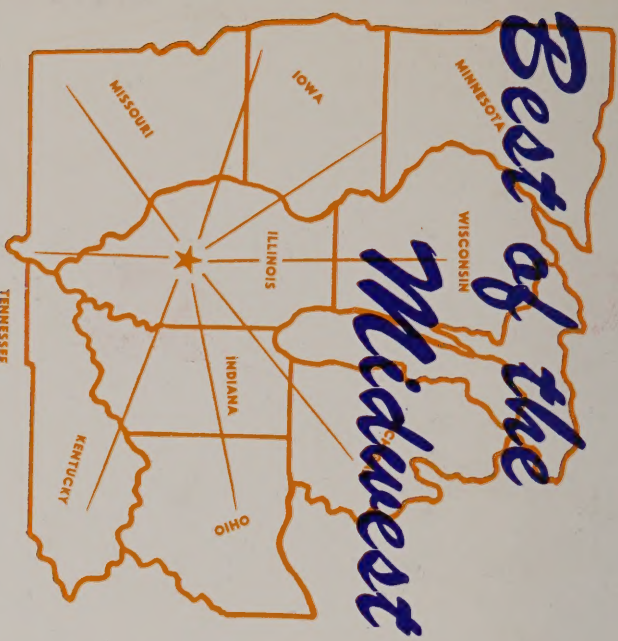 Best of the
Midwest
MINNESOTA
WISCONSIN
IOWA
ILLINOIS
MISSOURI
INDIANA
OHIO
KENTUCKY
TENNESSEE